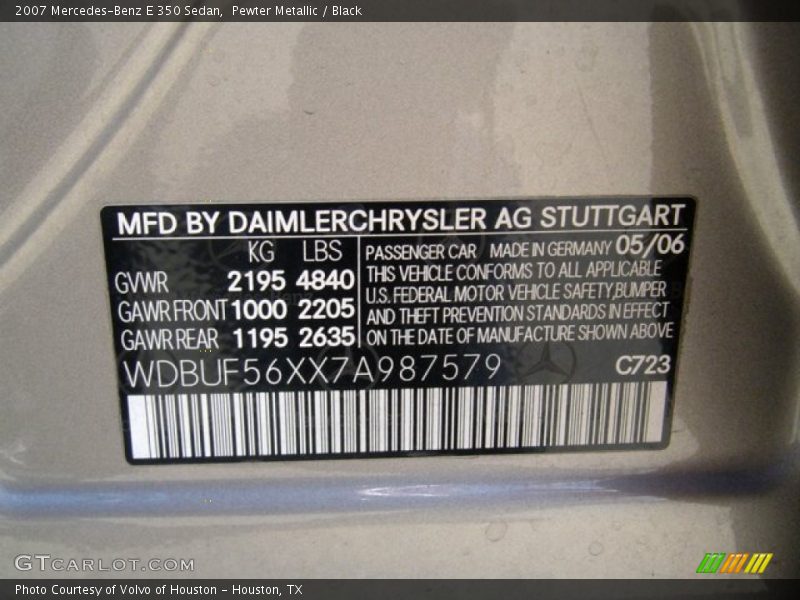 2007 Mercedes-Benz E 350 Sedan, Pewter Metallic / Black
MFD BY DAIMLERCHRYSLER AG STUTTGART
KG LBS
GVWR 2195 4840
GAWR FRONT 1000 2205
GAWR REAR 1195 2635
PASSENGER CAR MADE IN GERMANY 05/06
THIS VEHICLE CONFORMS TO ALL APPLICABLE
U.S. FEDERAL MOTOR VEHICLE SAFETY,BUMPER
AND THEFT PREVENTION STANDARDS IN EFFECT
ON THE DATE OF MANUFACTURE SHOWN ABOVE
WDBUF56XX7A987579 C723
GTCARLOT.COM
Photo Courtesy of Volvo of Houston - Houston, TX